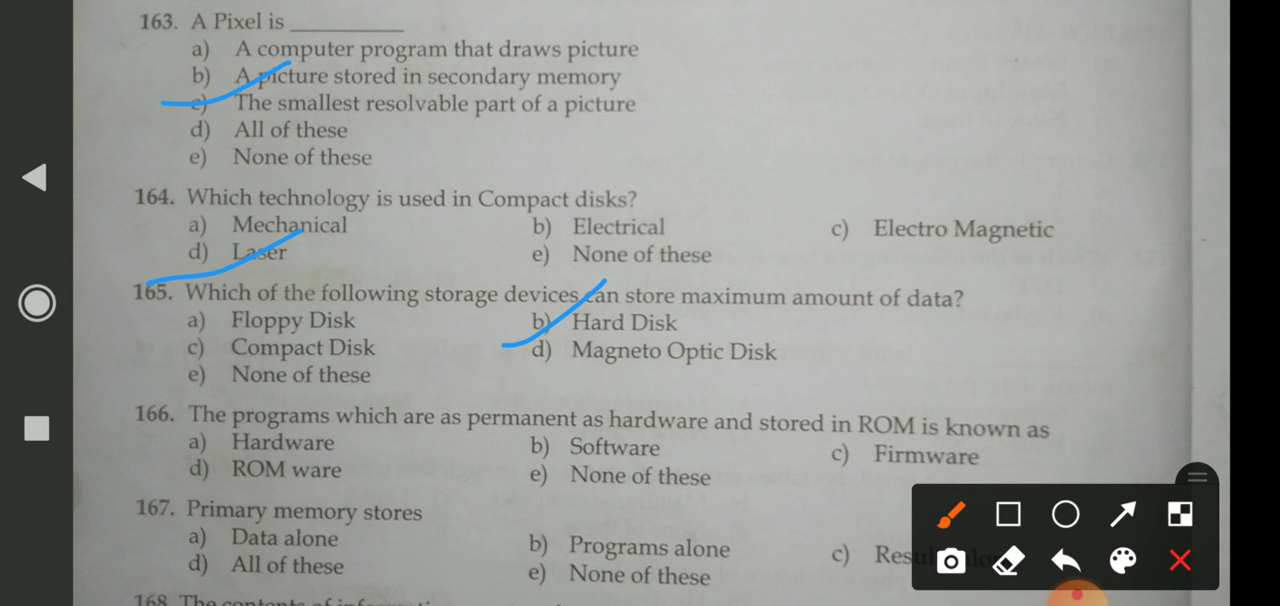 163. A Pixel is __________
a) A computer program that draws picture
b) A picture stored in secondary memory
c) The smallest resolvable part of a picture
d) All of these
e) None of these
164. Which technology is used in Compact disks?
a) Mechanical b) Electrical c) Electro Magnetic
d) Laser e) None of these
165. Which of the following storage devices can store maximum amount of data?
a) Floppy Disk b) Hard Disk
c) Compact Disk d) Magneto Optic Disk
e) None of these
166. The programs which are as permanent as hardware and stored in ROM is known as
a) Hardware b) Software c) Firmware
d) ROM ware e) None of these
167. Primary memory stores
a) Data alone b) Programs alone c)
d) All of these e) None of these
168. The contents of